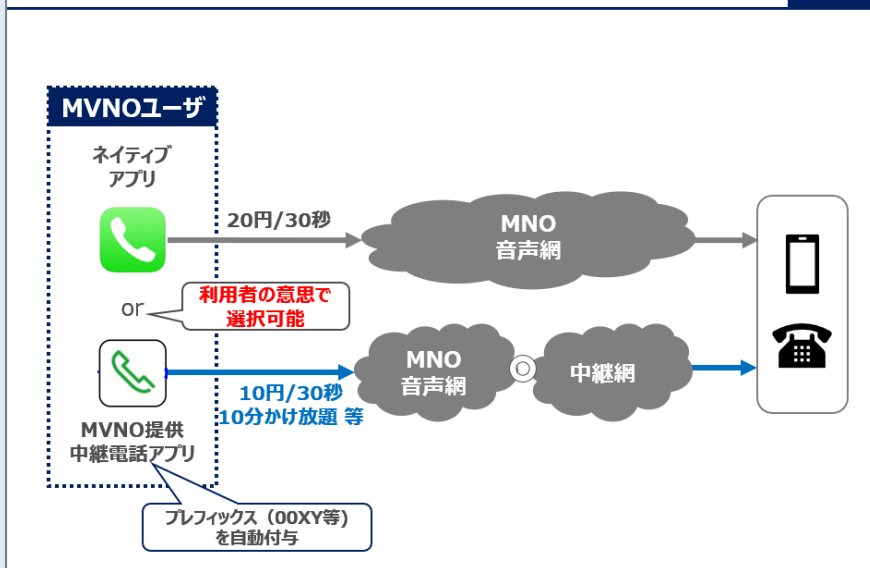 MVNOユーザ
ネイティブ
アプリ
20円/30秒
MNO
音声網
or
利用者の意思で
選択可能
MNO
音声網
中継網
10円/30秒
10分かけ放題 等
MVNO提供
中継電話アプリ
プレフィックス（00XY等)
を自動付与